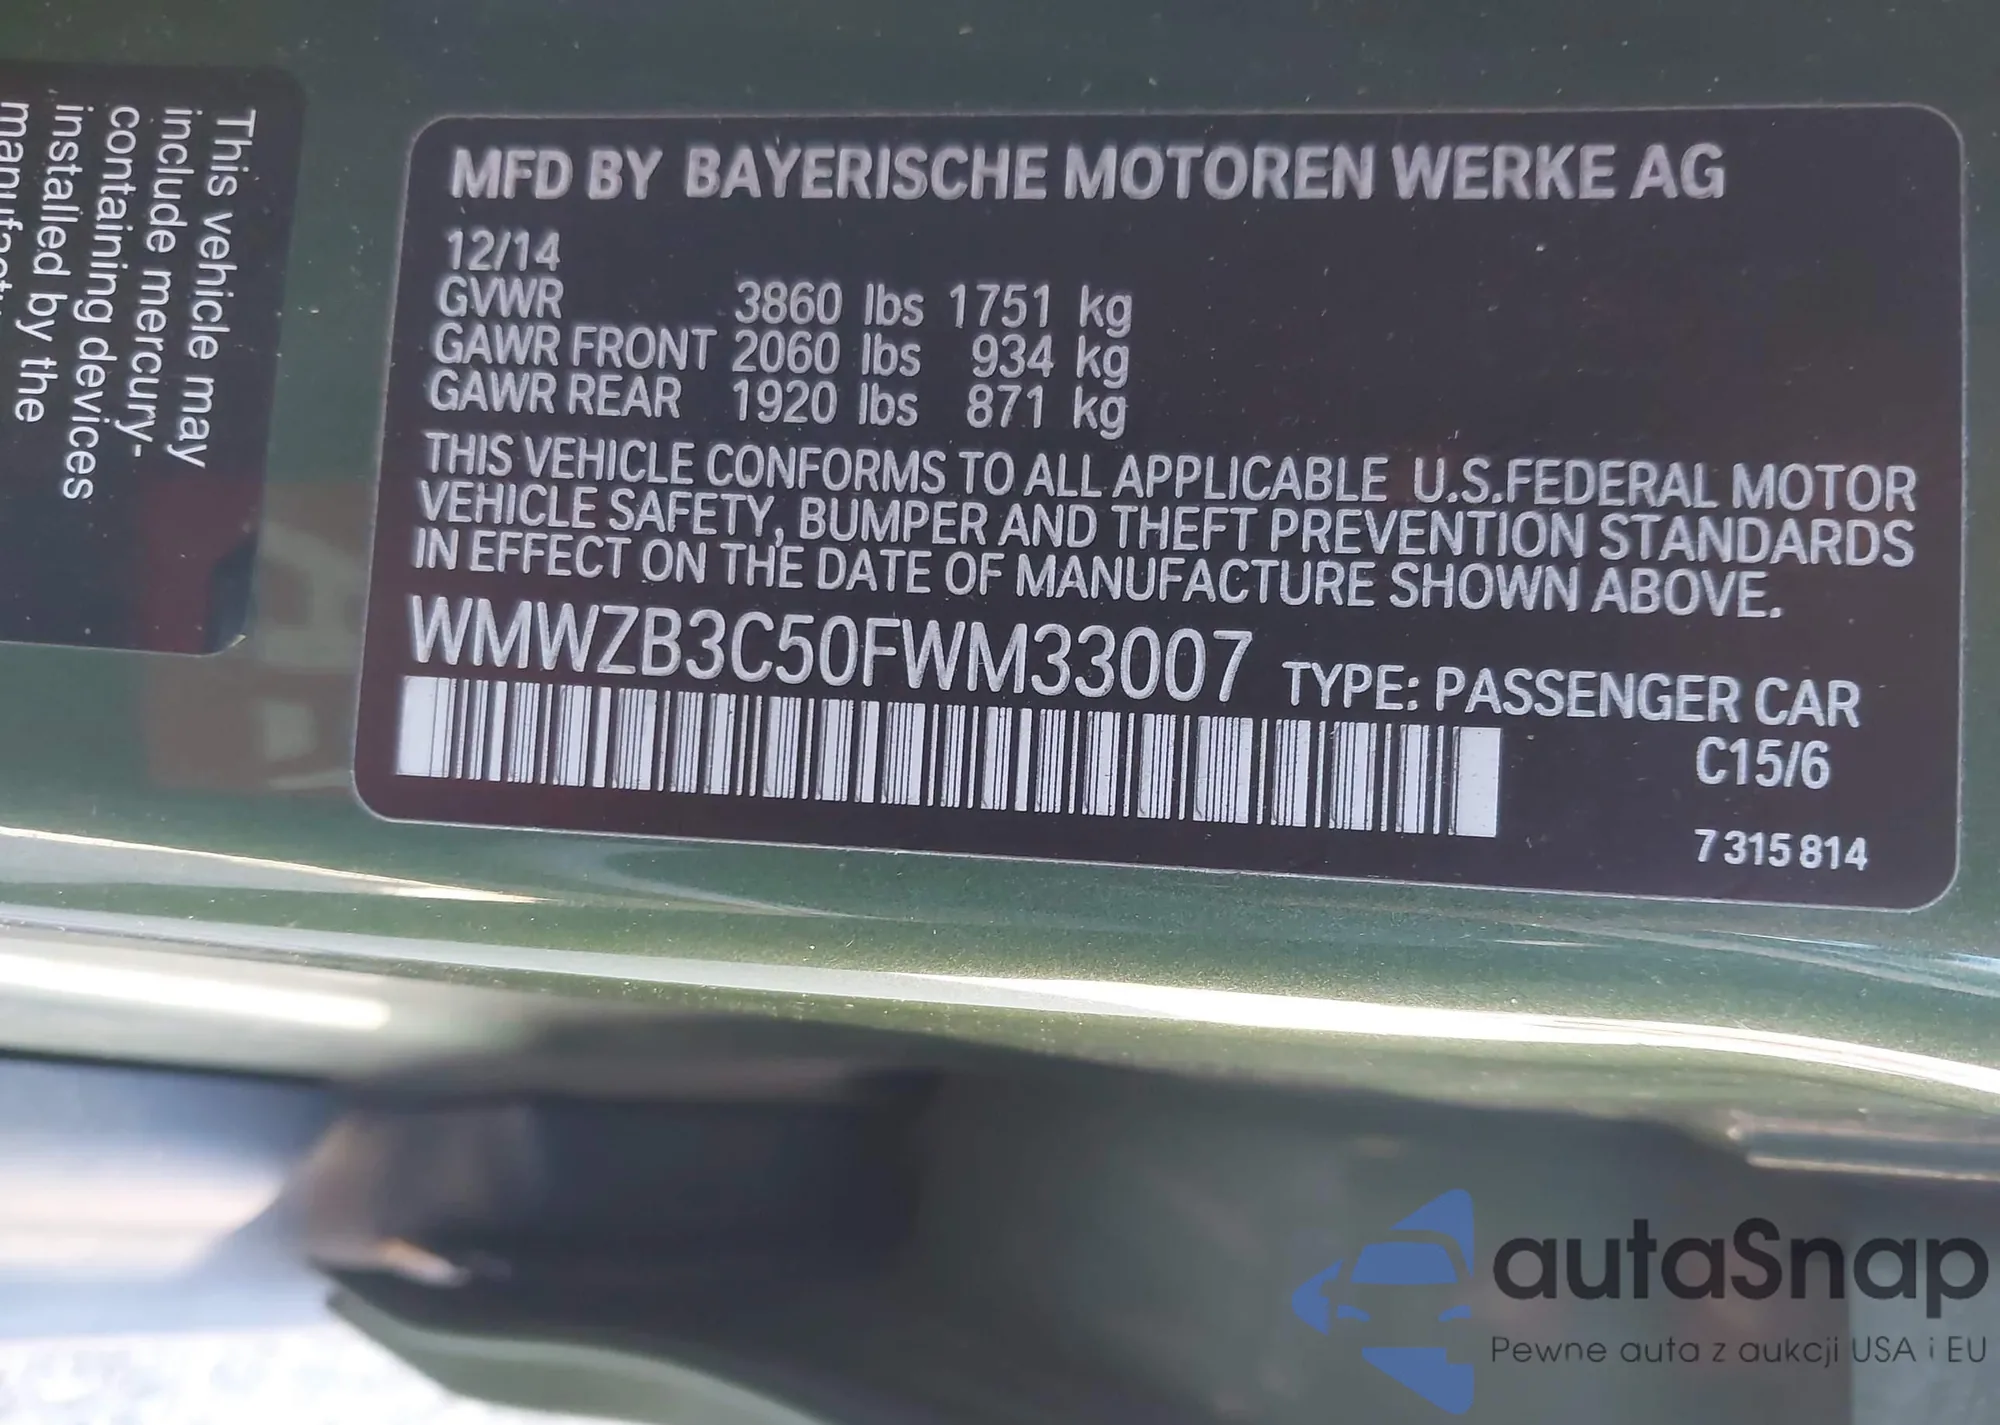 This vehicle may
include mercury-
containing devices
installed by the
MFD BY BAYERISCHE MOTOREN WERKE AG
12/14
GVWR 3860 lbs 1751 kg
GAWR FRONT 2060 lbs 934 kg
GAWR REAR 1920 lbs 871 kg
THIS VEHICLE CONFORMS TO ALL APPLICABLE U.S.FEDERAL MOTOR
VEHICLE SAFETY, BUMPER AND THEFT PREVENTION STANDARDS
IN EFFECT ON THE DATE OF MANUFACTURE SHOWN ABOVE.
WMWZB3C50FWM33007 TYPE: PASSENGER CAR
C15/6
7 315 814
autaSnap
Pewne auta z aukcji USA i EU